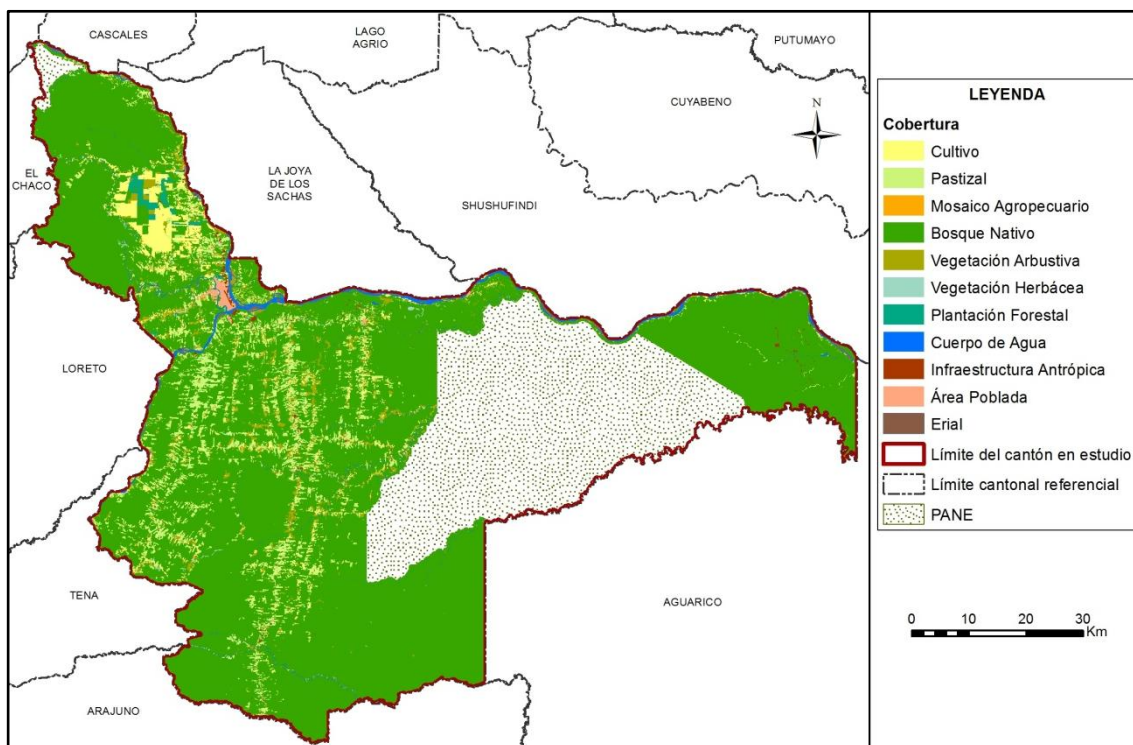 CASCALES
LAGO
AGRIO
PUTUMAYO
CUYABENO
N
EL
CHACO
LA JOYA
DE LOS
SACHAS
SHUSHUFINDI
LORETO
TENA
AGUARICO
ARAJUNO
LEYENDA
Cobertura
Cultivo
Pastizal
Mosaico Agropecuario
Bosque Nativo
Vegetación Arbustiva
Vegetación Herbácea
Plantación Forestal
Cuerpo de Agua
Infraestructura Antrópica
Área Poblada
Erial
Límite del cantón en estudio
Límite cantonal referencial
PANE
0 10 20 30
Km